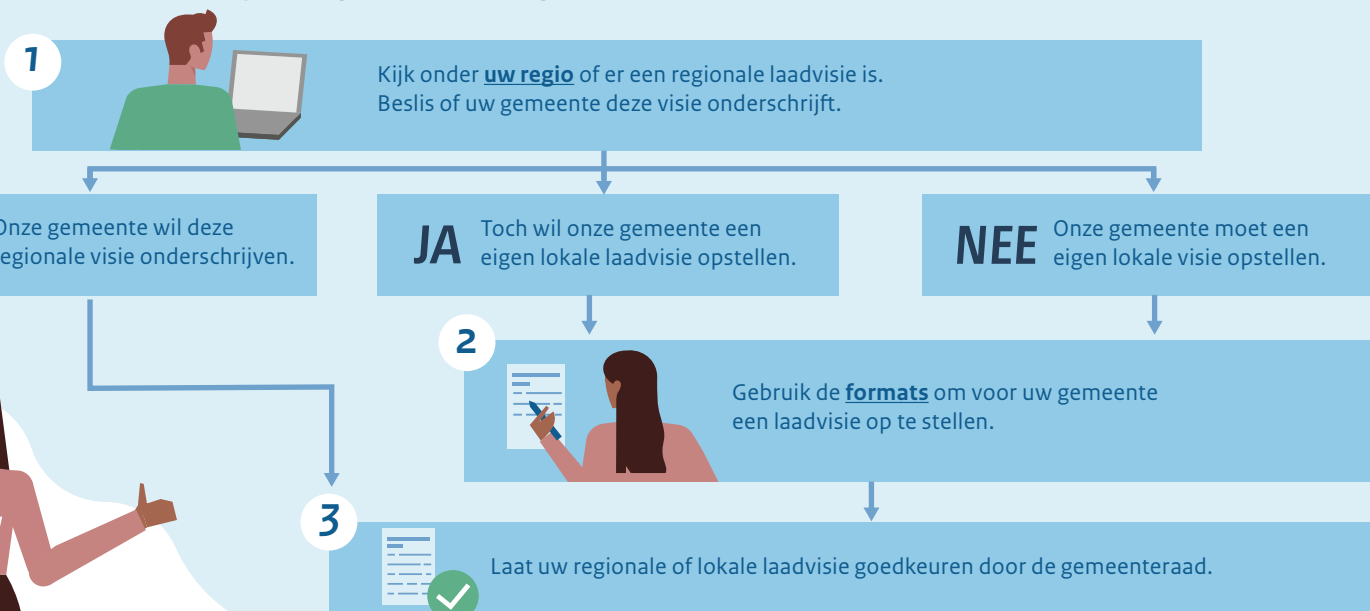 1
Kijk onder uw regio of er een regionale laadvisie is.
Beslis of uw gemeente deze visie onderschrijft.
Onze gemeente wil deze
egionale visie onderschrijven.
JA
Toch wil onze gemeente een
eigen lokale laadvisie opstellen.
NEE
Onze gemeente moet een
eigen lokale visie opstellen.
2
Gebruik de formats om voor uw gemeente
een laadvisie op te stellen.
3
Laat uw regionale of lokale laadvisie goedkeuren door de gemeenteraad.